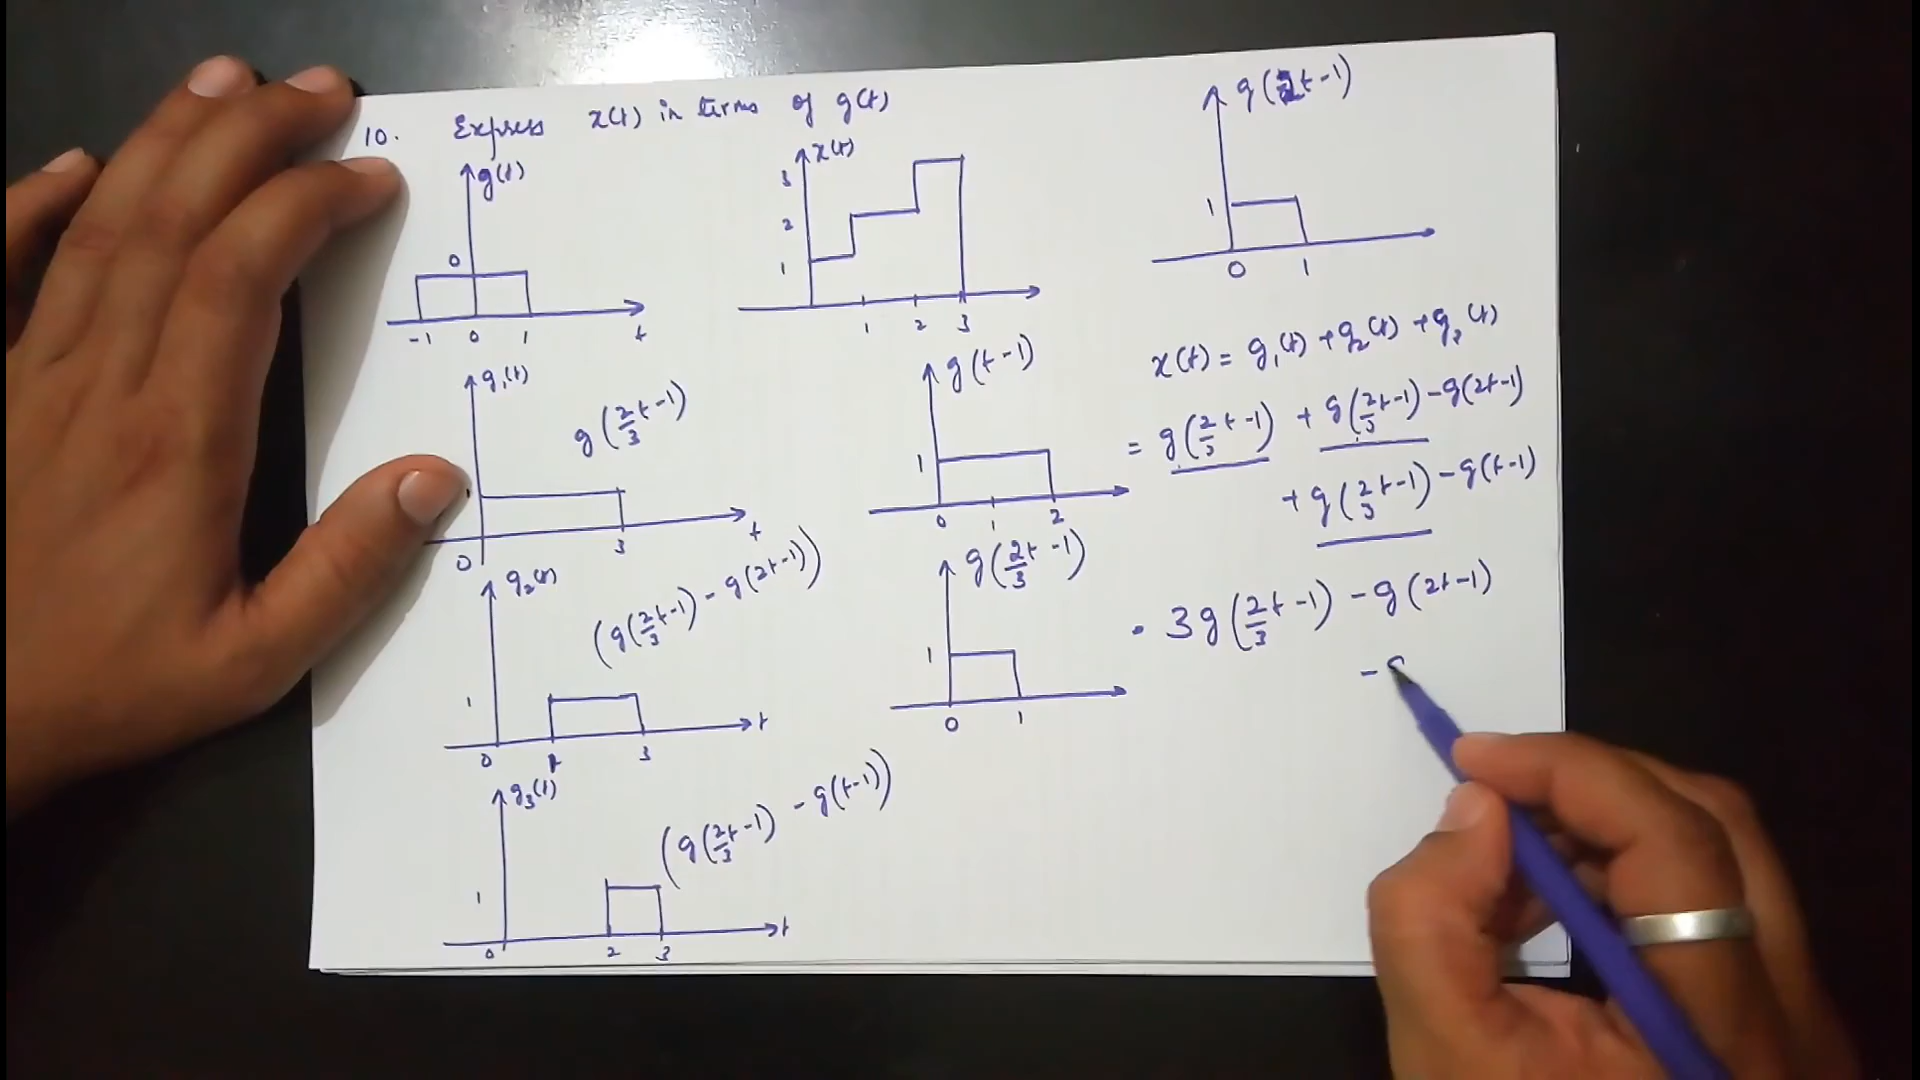 10. Express x(t) in terms of g(t)
g(t)
0
-1 0 1 t
x(t)
3
2
1
1 2 3
g(2t-1)
1
0 1
g₁(t)
g(2/3 t-1)
0 3 t
g(t-1)
1
0 1 2
x(t) = g₁(t) + g₂(t) + g₃(t)
= g(2/3 t-1) + g(2/3 t-1) - g(2t-1)
+ g(2/3 t-1) - g(t-1)
g₂(t)
(g(2/3 t-1) - g(2t-1))
1
0 1 3 t
g(2/3 t-1)
1
0 1
3g(2/3 t-1) - g(2t-1)
- g
g₃(t)
(g(2/3 t-1) - g(t-1))
1
0 2 3 t